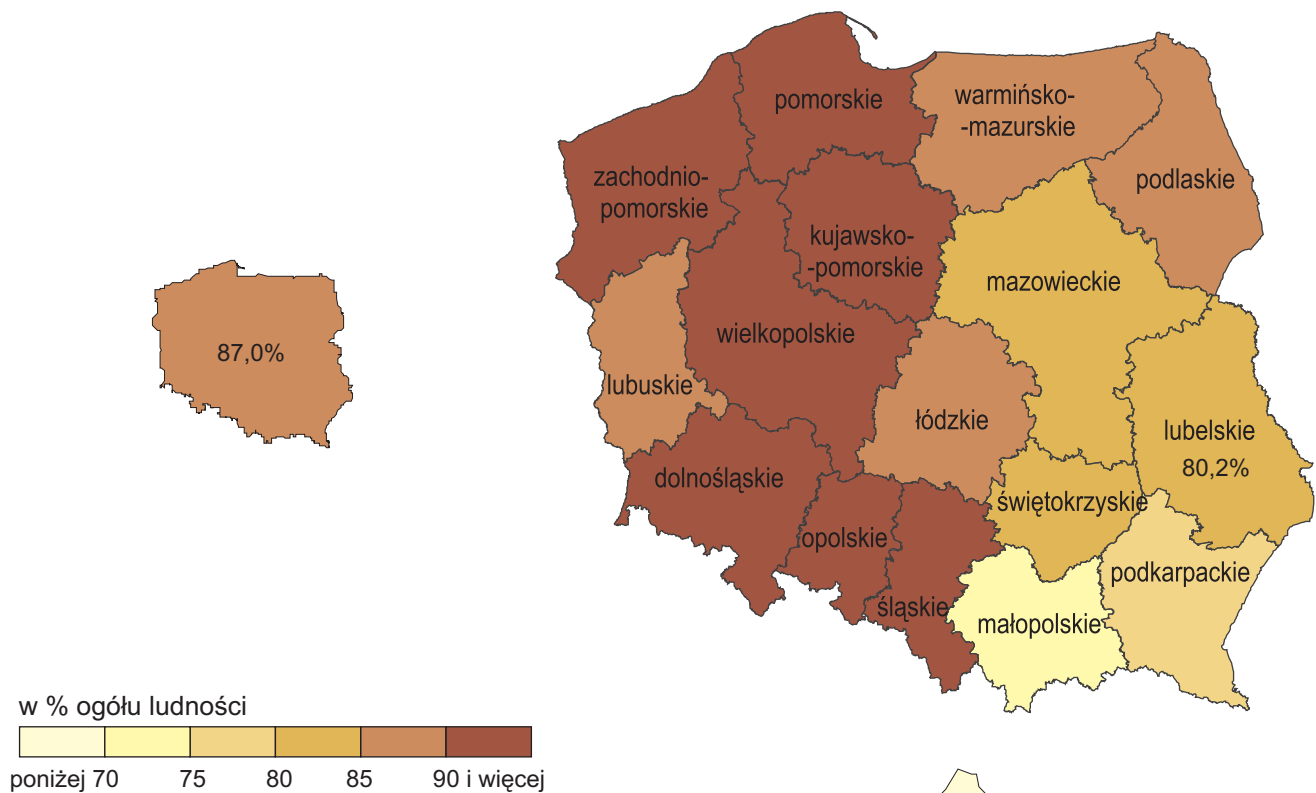 pomorskie
warmińsko-
-mazurskie
zachodnio-
pomorskie
podlaskie
kujawsko-
-pomorskie
mazowieckie
87,0%
wielkopolskie
lubuskie
łódzkie
lubelskie
80,2%
dolnośląskie
świętokrzyskie
opolskie
podkarpackie
śląskie
małopolskie
w % ogółu ludności
poniżej 70 75 80 85 90 i więcej